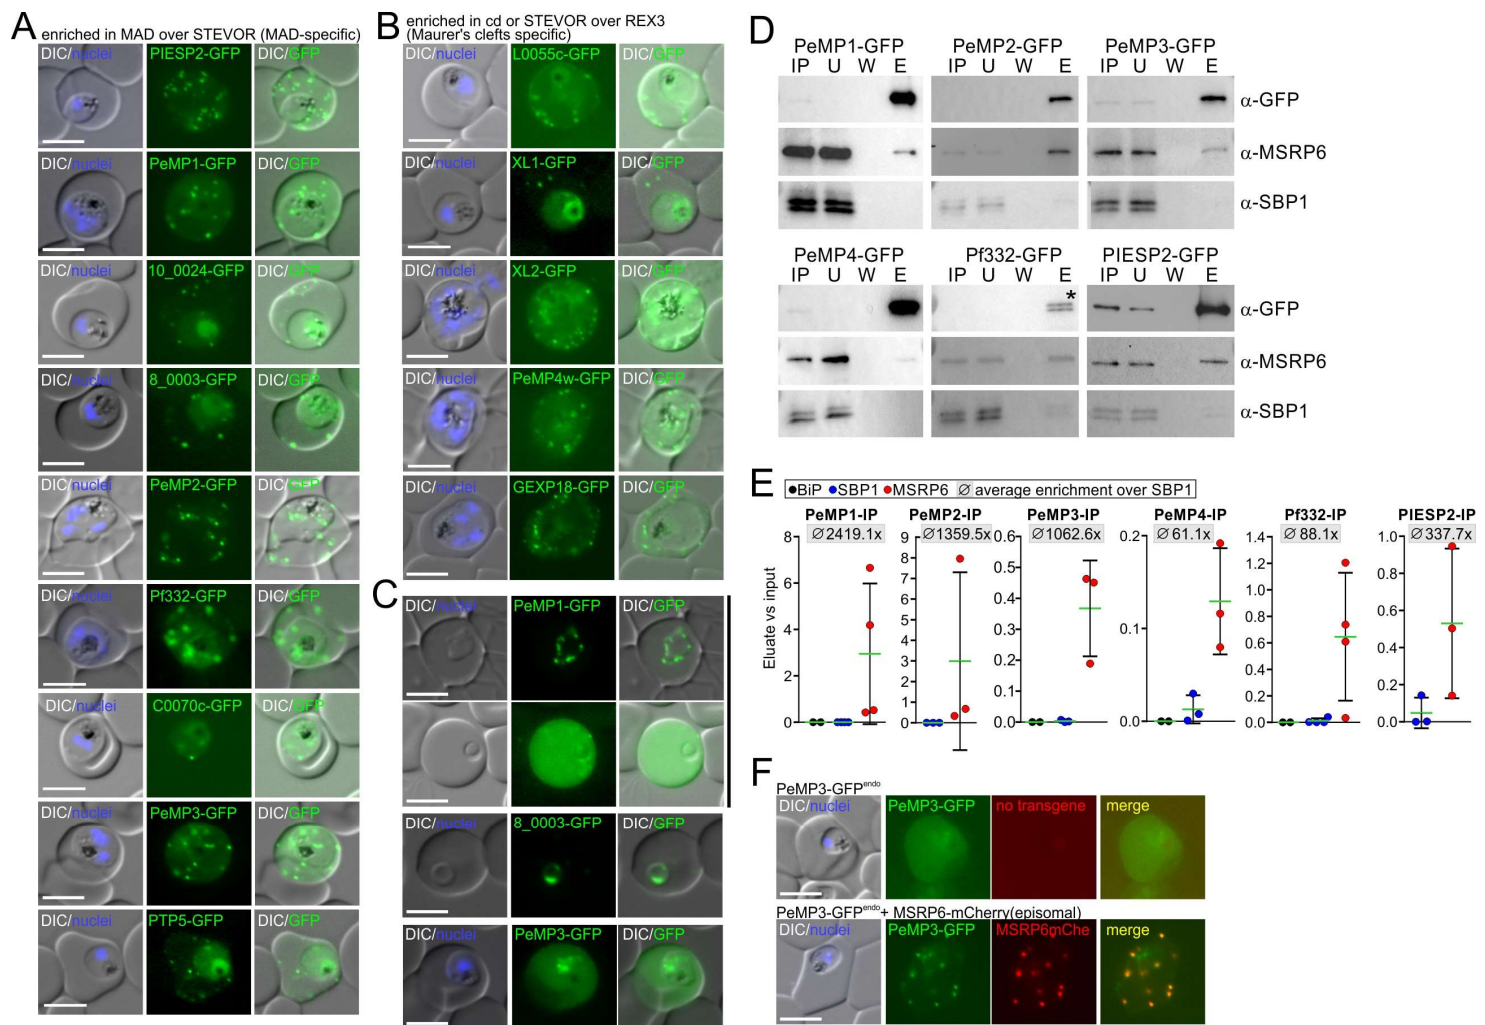 A enriched in MAD over STEVOR (MAD-specific)
DIC/nuclei PIESP2-GFP DIC/GFP
DIC/nuclei PeMP1-GFP DIC/GFP
DIC/nuclei 10_0024-GFP DIC/GFP
DIC/nuclei 8_0003-GFP DIC/GFP
DIC/nuclei PeMP2-GFP DIC/GFP
DIC/nuclei Pf332-GFP DIC/GFP
DIC/nuclei C0070c-GFP DIC/GFP
DIC/nuclei PeMP3-GFP DIC/GFP
DIC/nuclei PTP5-GFP DIC/GFP
B enriched in cd or STEVOR over REX3
(Maurer's clefts specific)
DIC/nuclei L0055c-GFP DIC/GFP
DIC/nuclei XL1-GFP DIC/GFP
DIC/nuclei XL2-GFP DIC/GFP
DIC/nuclei PeMP4w-GFP DIC/GFP
DIC/nuclei GEXP18-GFP DIC/GFP
C
DIC/nuclei PeMP1-GFP DIC/GFP
DIC/nuclei 8_0003-GFP DIC/GFP
DIC/nuclei PeMP3-GFP DIC/GFP
D
PeMP1-GFP PeMP2-GFP PeMP3-GFP
IP U W E IP U W E IP U W E
α-GFP
α-MSRP6
α-SBP1
PeMP4-GFP Pf332-GFP PIESP2-GFP
IP U W E IP U W E IP U W E
*
α-GFP
α-MSRP6
α-SBP1
E
BiP SBP1 MSRP6 ∅ average enrichment over SBP1
PeMP1-IP PeMP2-IP PeMP3-IP PeMP4-IP Pf332-IP PIESP2-IP
∅2419.1x ∅1359.5x ∅1062.6x ∅61.1x ∅88.1x ∅337.7x
Eluate vs input
8
6
4
2
0
9
8
7
6
5
4
3
2
1
0
0.6
0.5
0.4
0.3
0.2
0.1
0.0
0.2
0.1
0.0
1.4
1.2
1.0
0.8
0.6
0.4
0.2
0.0
1.0
0.8
0.6
0.4
0.2
0.0
F
PeMP3-GFPendo
DIC/nuclei PeMP3-GFP no transgene merge
PeMP3-GFPendo+ MSRP6-mCherry(episomal)
DIC/nuclei PeMP3-GFP MSRP6mChe merge